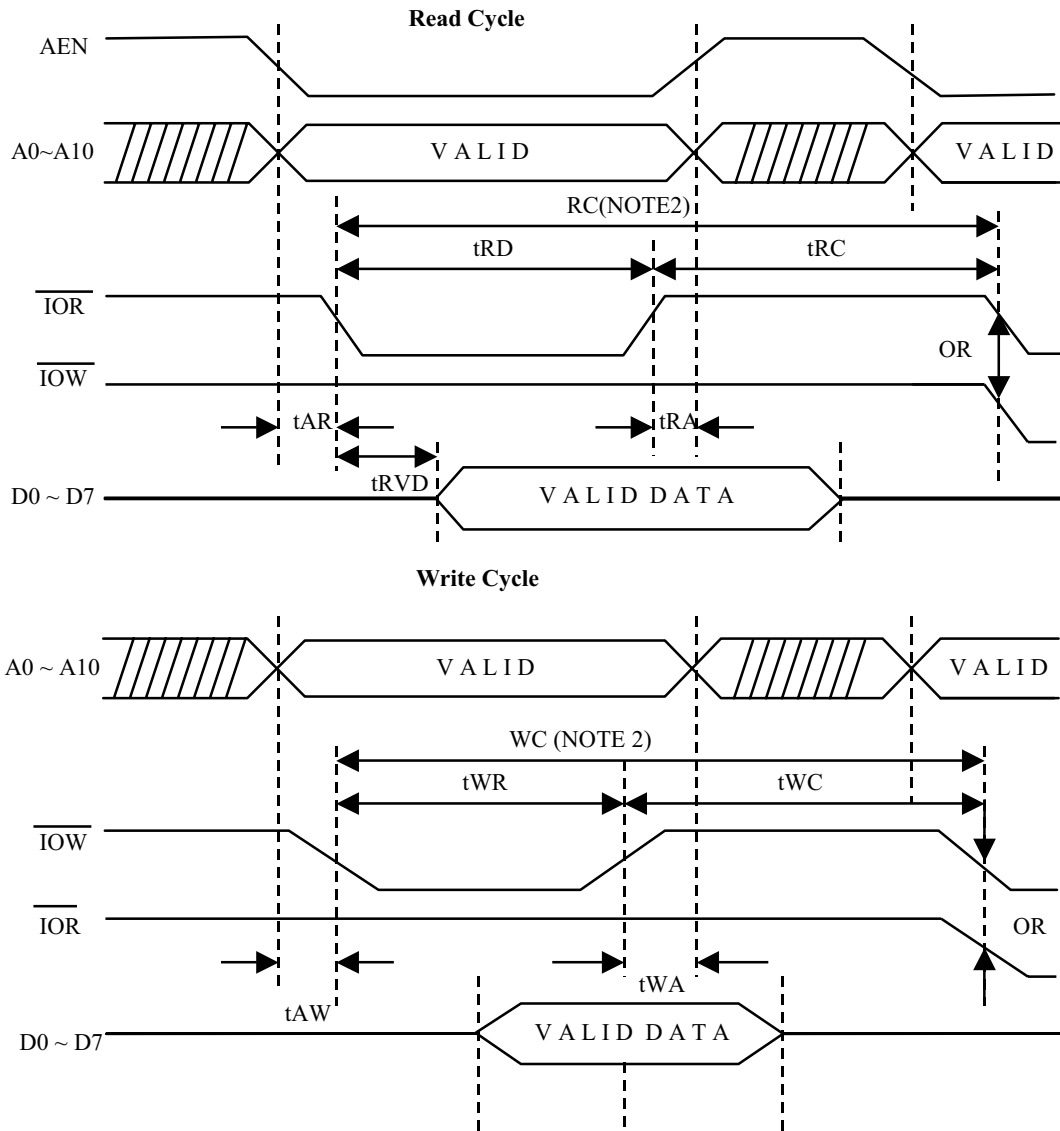 Read Cycle
AEN
A0~A10
V A L I D
V A L I D
RC(NOTE2)
tRD
tRC
IOR
OR
IOW
tAR
tRA
tRVD
D0 ~ D7
V A L I D D A T A
Write Cycle
A0 ~ A10
V A L I D
V A L I D
WC (NOTE 2)
tWR
tWC
IOW
IOR
OR
tWA
tAW
D0 ~ D7
V A L I D D A T A